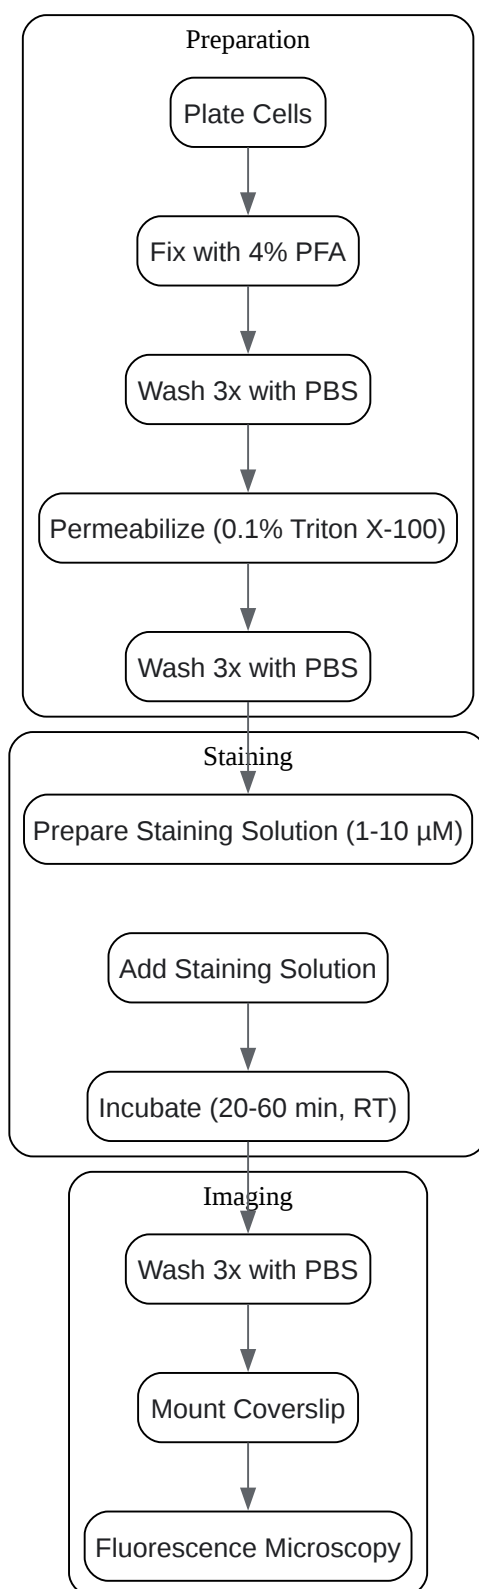 Preparation
Plate Cells
Fix with 4% PFA
Wash 3x with PBS
Permeabilize (0.1% Triton X-100)
Wash 3x with PBS
Staining
Prepare Staining Solution (1-10 µM)
Add Staining Solution
Incubate (20-60 min, RT)
Imaging
Wash 3x with PBS
Mount Coverslip
Fluorescence Microscopy